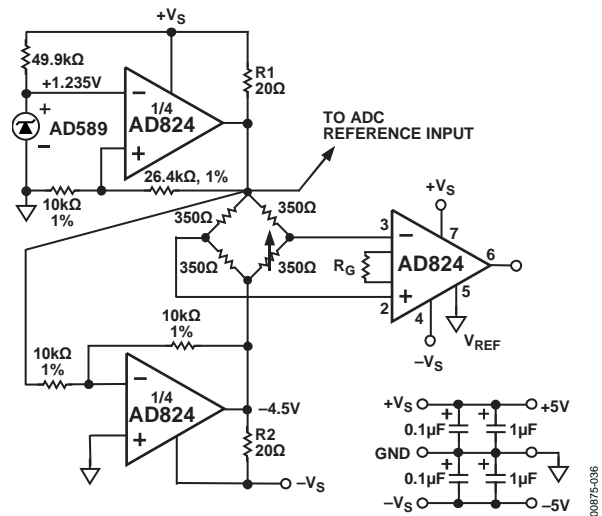 +VS
49.9kΩ
+1.235V
R1
20Ω
+
–
AD589
–
1/4
AD824
+
TO ADC
REFERENCE INPUT
10kΩ
1%
26.4kΩ, 1%
350Ω
350Ω
350Ω
350Ω
+VS
3
–
7
RG
AD824
6
+
2
4
5
–VS
VREF
10kΩ
1%
10kΩ
1%
–
1/4
AD824
+
–4.5V
R2
20Ω
–VS
+VS
+
+
+5V
0.1µF
1µF
GND
+
+
0.1µF
1µF
–VS
–5V
00875-036